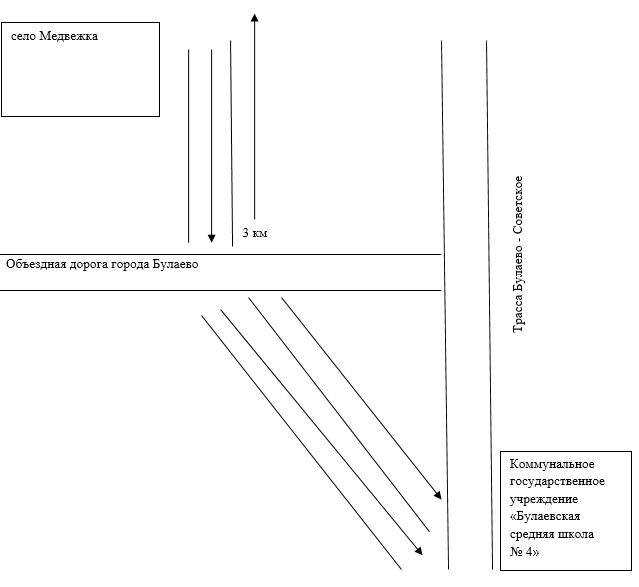 село Медвежка
3 км
Объездная дорога города Булаево
Трасса Булаево - Советское
Коммунальное
государственное
учреждение
«Булаевская
средняя школа
№ 4»